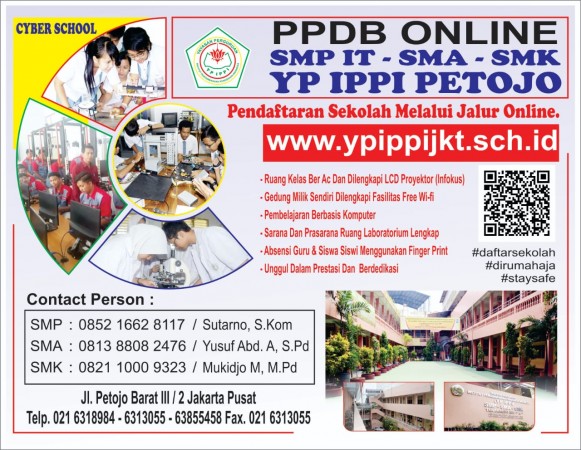 CYBER SCHOOL
YP IPPI
PPDB ONLINE
SMP IT - SMA - SMK
YP IPPI PETOJO
Pendaftaran Sekolah Melalui Jalur Online.
www.ypippijkt.sch.id
- Ruang Kelas Ber Ac Dan Dilengkapi LCD Proyektor (Infokus)
- Gedung Milik Sendiri Dilengkapi Fasilitas Free Wi-fi
- Pembelajaran Berbasis Komputer
- Sarana Dan Prasarana Ruang Laboratorium Lengkap
- Absensi Guru & Siswa Siswi Menggunakan Finger Print
- Unggul Dalam Prestasi Dan Berdedikasi
#daftarsekolah
#dirumahaja
#staysafe
Contact Person :
SMP : 0852 1662 8117 / Sutarno, S.Kom
SMA : 0813 8808 2476 / Yusuf Abd. A, S.Pd
SMK : 0821 1000 9323 / Mukidjo M, M.Pd
Jl. Petojo Barat III / 2 Jakarta Pusat
Telp. 021 6318984 - 6313055 - 63855458 Fax. 021 6313055